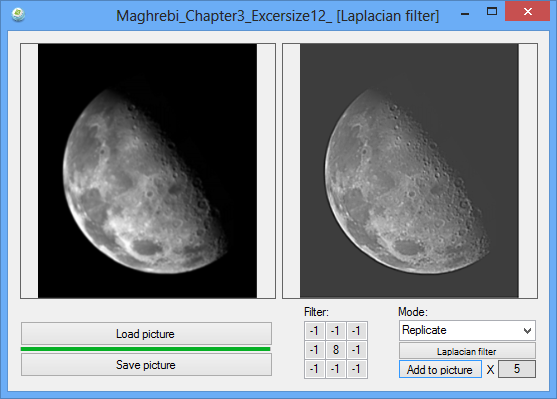 Maghrebi_Chapter3_Excersize12_ [Laplacian filter]
Filter:
Mode:
-1 -1 -1
-1 8 -1
-1 -1 -1
Replicate
Laplacian filter
Add to picture X 5
Load picture
Save picture